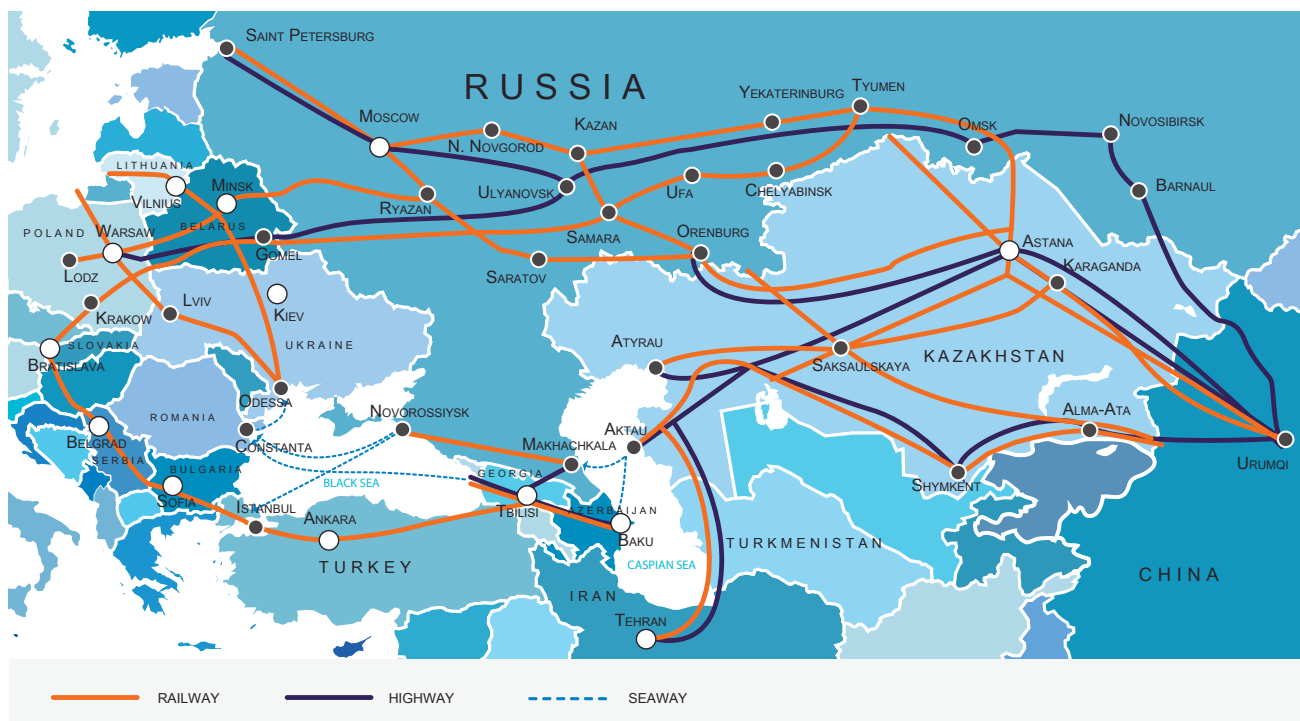 SAINT PETERSBURG
RUSSIA
MOSCOW
N. NOVGOROD
KAZAN
YEKATERINBURG
TYUMEN
OMSK
NOVOSIBIRSK
LITHUANIA
VILNIUS
MINSK
BELARUS
RYAZAN
ULYANOVSK
UFA
CHELYABINSK
BARNAUL
POLAND
WARSAW
LODZ
GOMEL
SAMARA
ORENBURG
SARATOV
ASTANA
KARAGANDA
KRAKOW
LVIV
KIEV
UKRAINE
SLOVAKIA
BRATISLAVA
ATYRAU
SAKSAULSKAYA
KAZAKHSTAN
ROMANIA
ODESSA
NOVOROSSIYSK
CONSTANTA
BELGRAD
SERBIA
BULGARIA
SOFIA
MAKHACHKALA
AKTAU
ALMA-ATA
URUMQI
SHYMKENT
BLACK SEA
GEORGIA
TBILISI
AZERBAIJAN
BAKU
ISTANBUL
ANKARA
TURKEY
CASPIAN SEA
TURKMENISTAN
IRAN
TEHRAN
CHINA
RAILWAY
HIGHWAY
SEAWAY